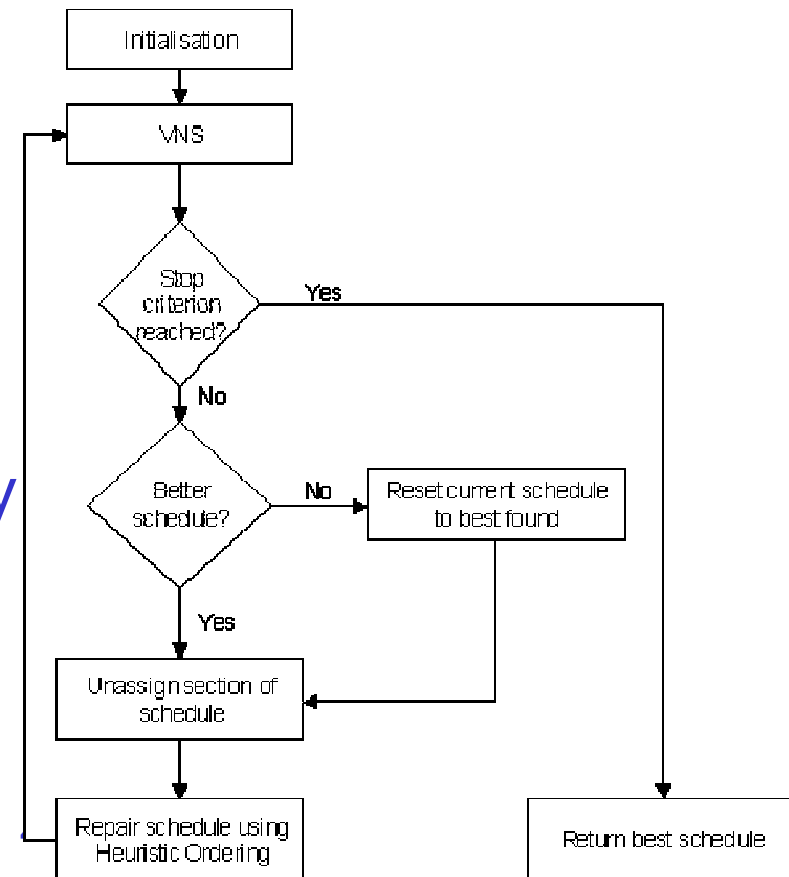 Initialisation
VNS
Stop
criterion
reached?
Yes
No
Better
schedule?
No
Reset current schedule
to best found
Yes
Unassign section of
schedule
Repair schedule using
Heuristic Ordering
Return best schedule
y